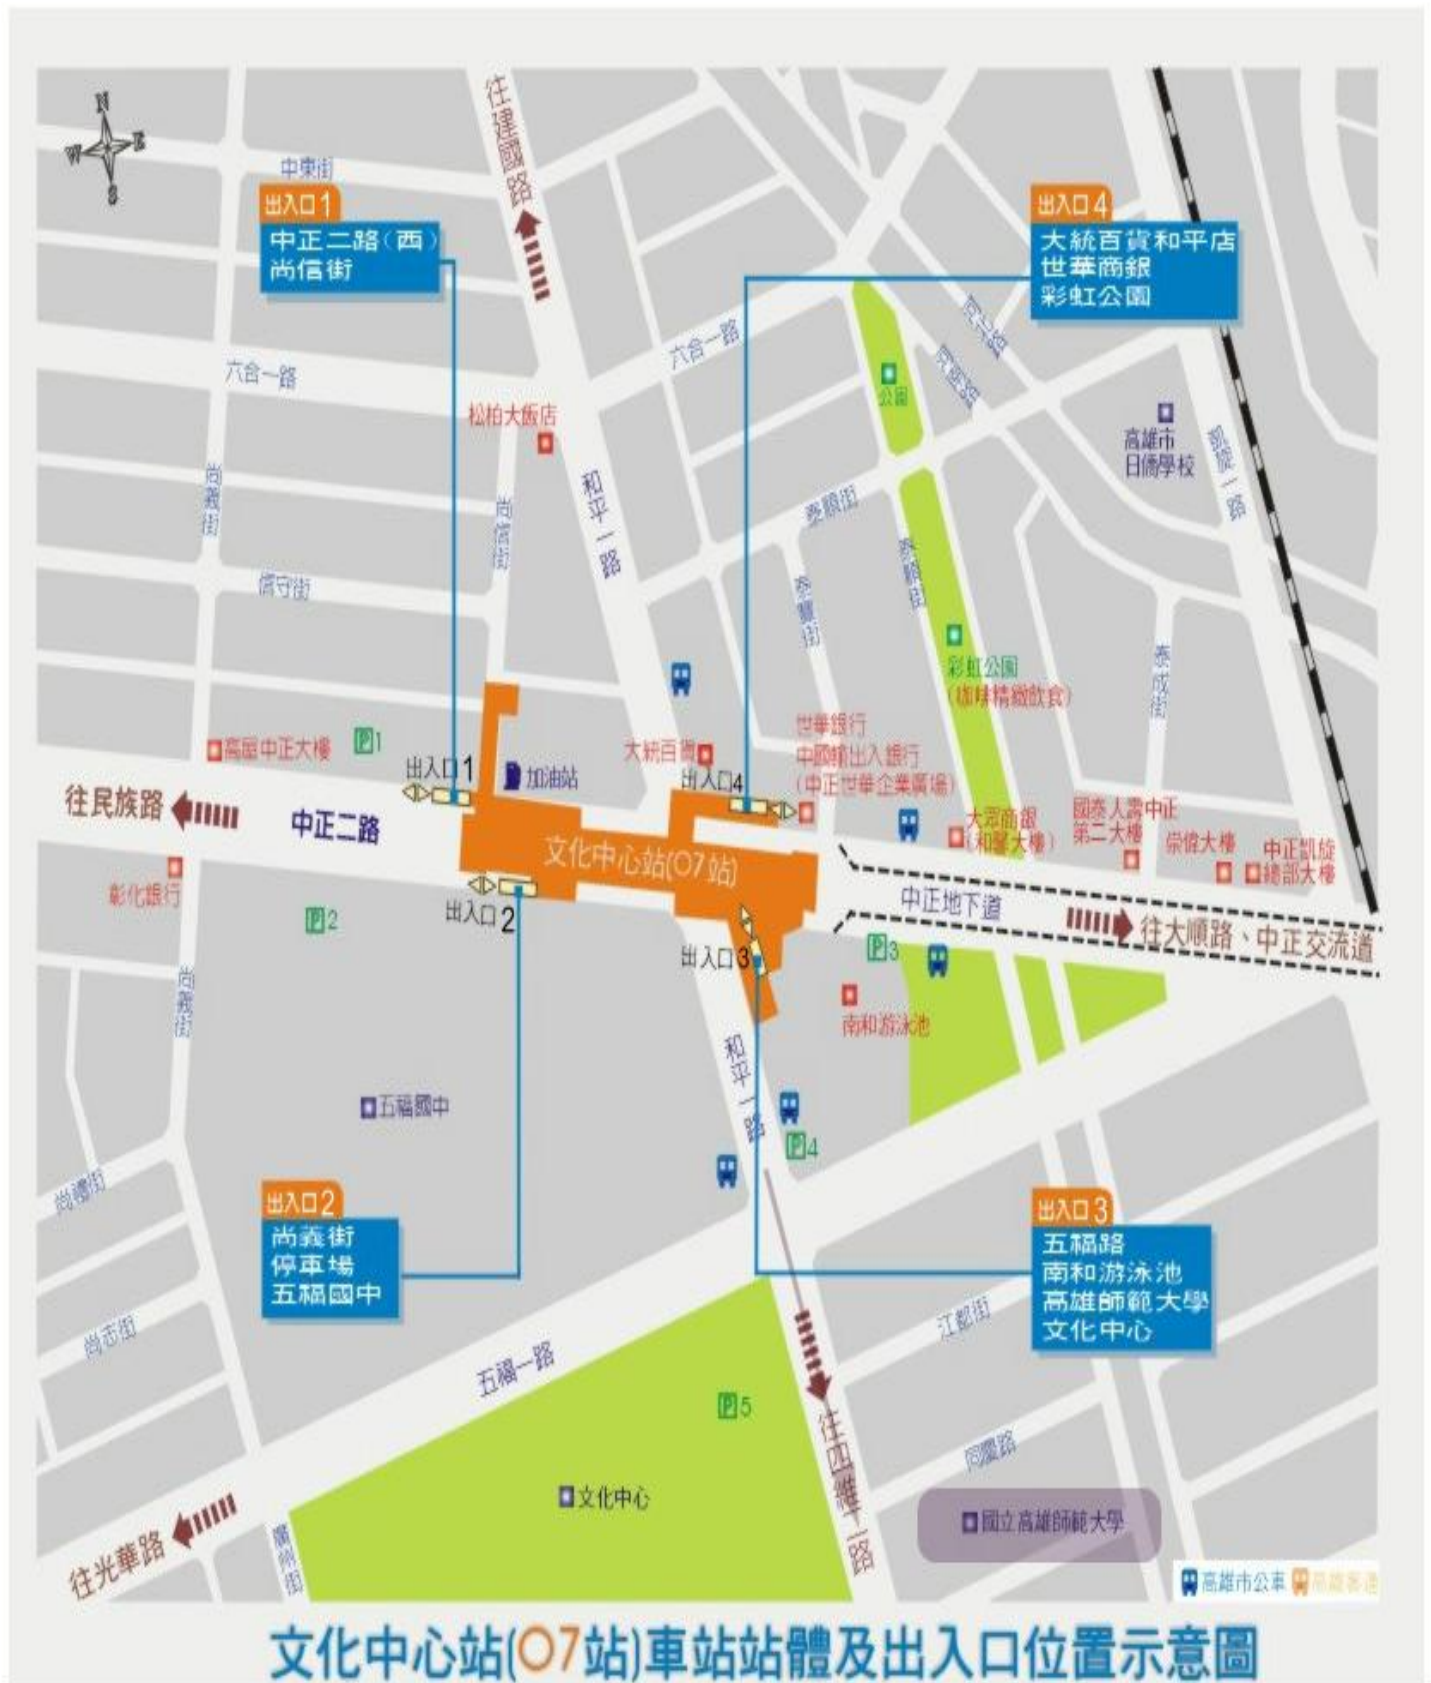 N
W
E
S
往建國路
中東街
出入口1
中正二路(西)
尚信街
出入口4
大統百貨和平店
世華商銀
彩虹公園
六合一路
六合一路
公園
松柏大飯店
高雄市
日僑學校
凱旋一路
尚義街
尚信街
和平一路
泰順街
泰順街
信守街
彩虹公園
(咖啡精緻飲食)
泰成街
高屋中正大樓
P1
出入口1
加油站
大統百貨
出入口4
世華銀行
中國輸出入銀行
(中正世華企業廣場)
大眾商銀
(和馨大樓)
國泰人壽中正
第二大樓
崇偉大樓
中正凱旋
總部大樓
往民族路
中正二路
文化中心站(O7站)
彰化銀行
P2
出入口2
中正地下道
往大順路、中正交流道
出入口3
P3
南和游泳池
尚義街
和平一路
五福國中
P4
尚禮街
出入口2
尚義街
停車場
五福國中
出入口3
五福路
南和游泳池
高雄師範大學
文化中心
尚志街
江都街
五福一路
P5
往四維二路
同慶路
文化中心
國立高雄師範大學
往光華路
廣州街
高雄市公車
高雄客運
文化中心站(O7站)車站站體及出入口位置示意圖